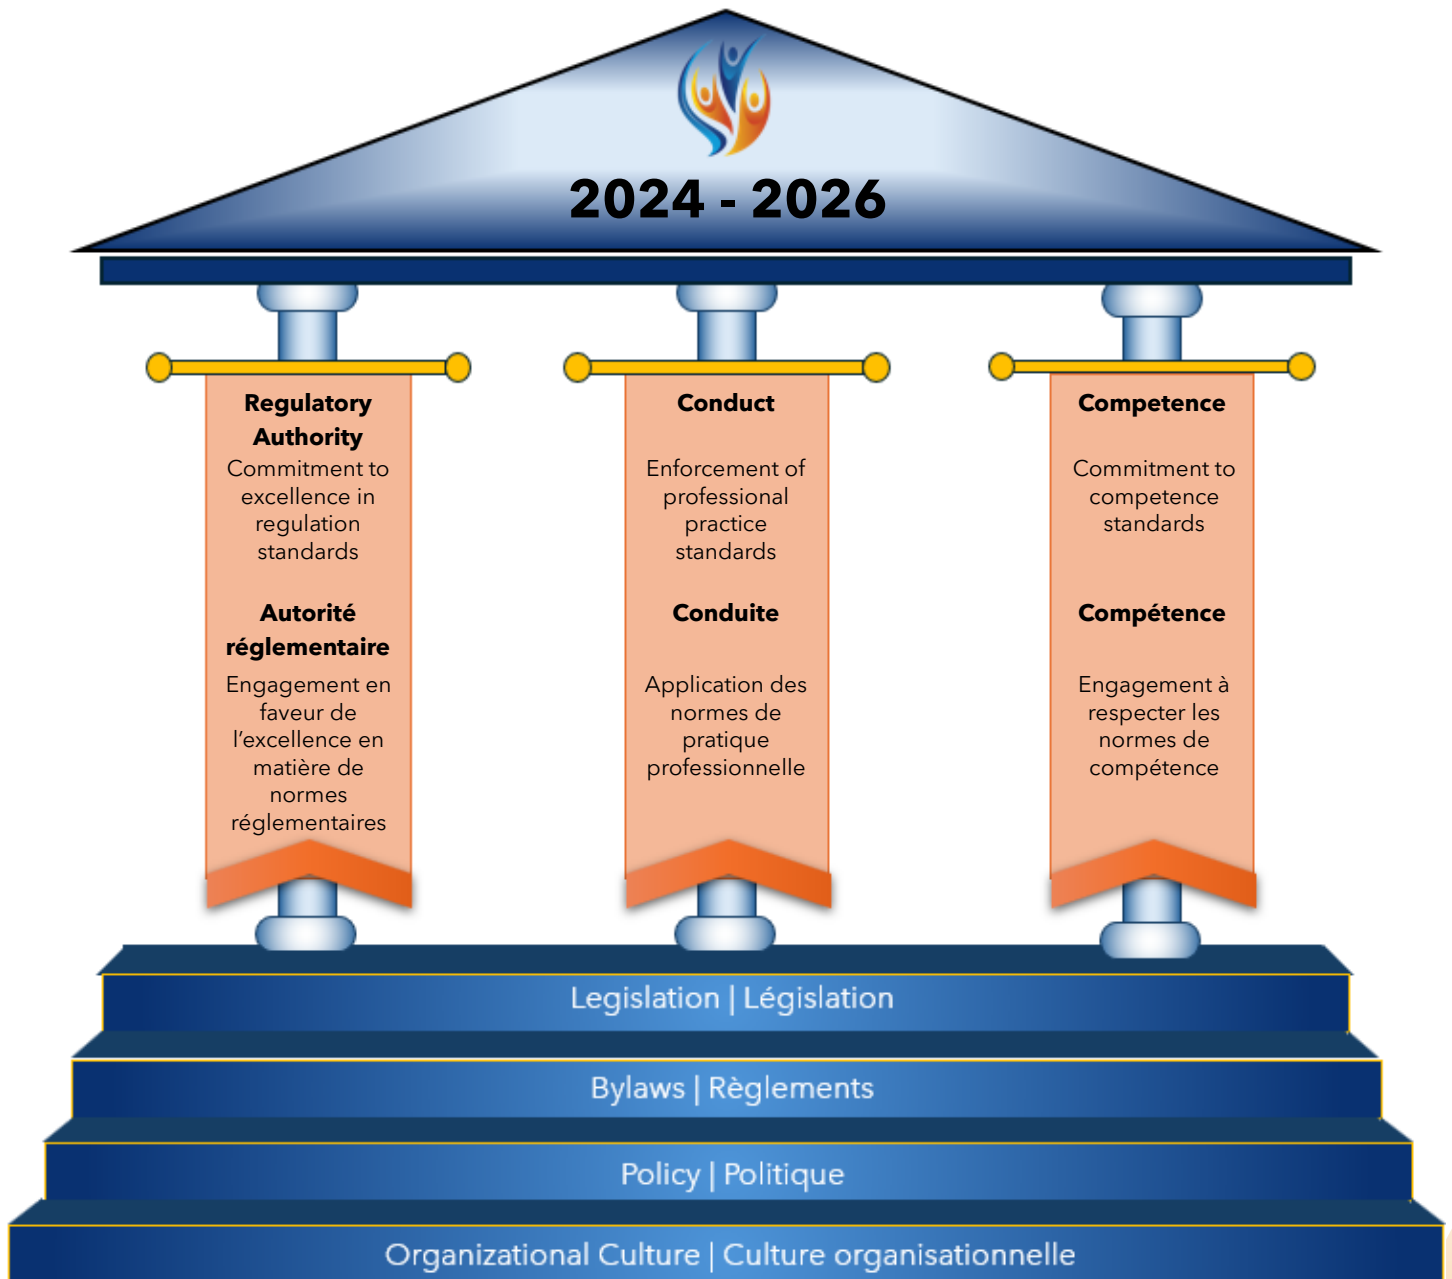 2024 - 2026
Regulatory
Authority
Commitment to
excellence in
regulation
standards
Autorité
réglementaire
Engagement en
faveur de
l’excellence en
matière de
normes
réglementaires
Conduct
Enforcement of
professional
practice
standards
Conduite
Application des
normes de
pratique
professionnelle
Competence
Commitment to
competence
standards
Compétence
Engagement à
respecter les
normes de
compétence
Legislation | Législation
Bylaws | Règlements
Policy | Politique
Organizational Culture | Culture organisationnelle